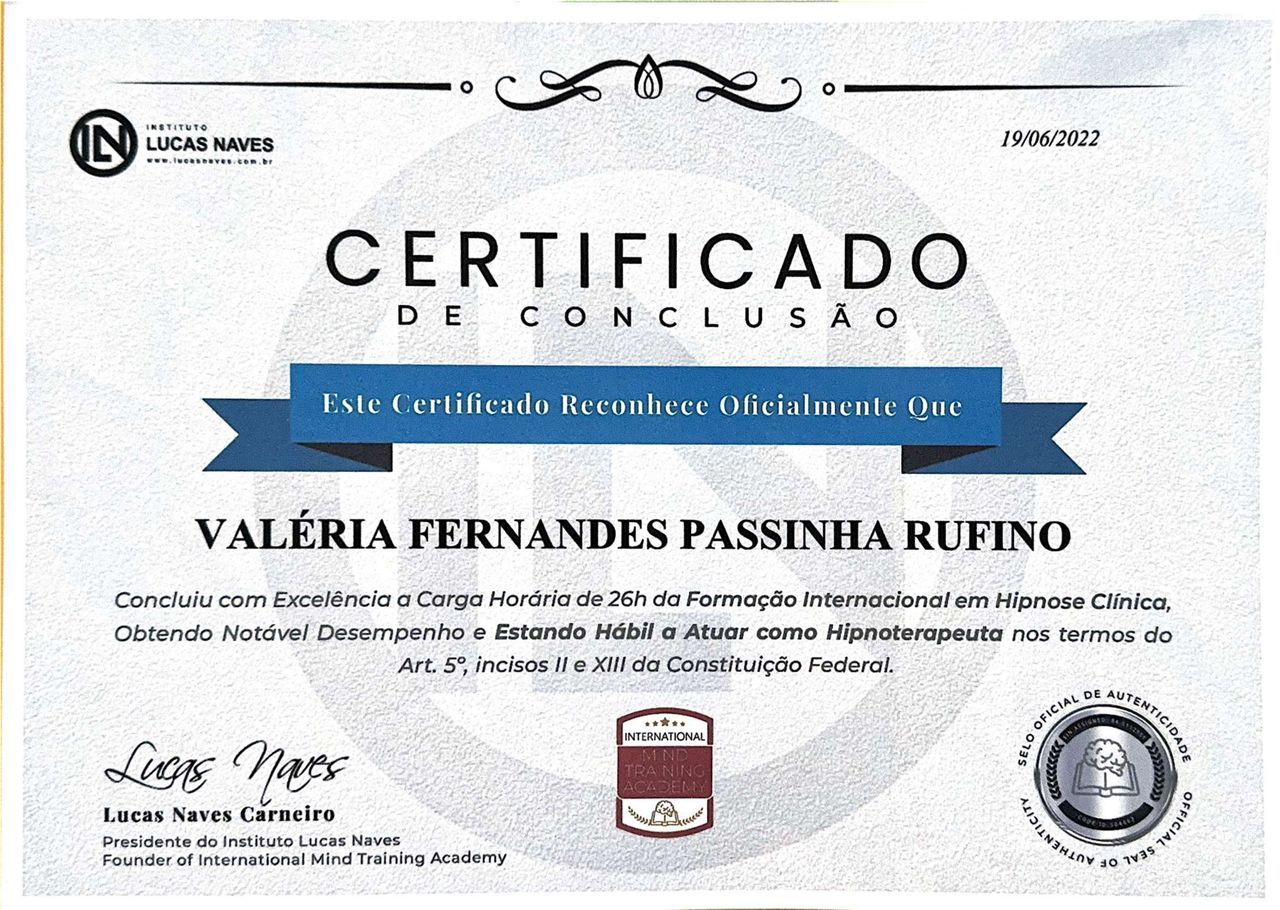 INSTITUTO
LUCAS NAVES
www.lucasnaves.com.br
19/06/2022
CERTIFICADO
DE CONCLUSÃO
Este Certificado Reconhece Oficialmente Que
VALÉRIA FERNANDES PASSINHA RUFINO
Concluiu com Excelência a Carga Horária de 26h da Formação Internacional em Hipnose Clínica,
Obtendo Notável Desempenho e Estando Hábil a Atuar como Hipnoterapeuta nos termos do
Art. 5º, incisos II e XIII da Constituição Federal.
Lucas Naves
Lucas Naves Carneiro
Presidente do Instituto Lucas Naves
Founder of International Mind Training Academy
INTERNATIONAL
MIND
TRAINING
ACADEMY
SELO OFICIAL DE AUTENTICIDADE
OFFICIAL SEAL OF AUTHENTICITY